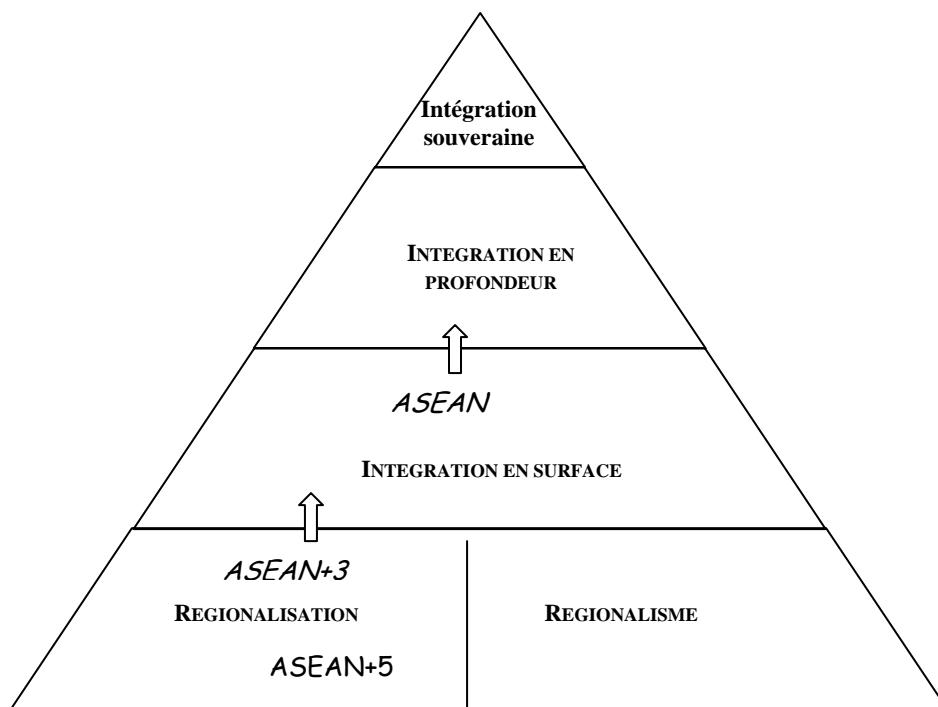 Intégration
souveraine
INTEGRATION EN
PROFONDEUR
ASEAN
INTEGRATION EN SURFACE
ASEAN+3
REGIONALISATION
REGIONALISME
ASEAN+5